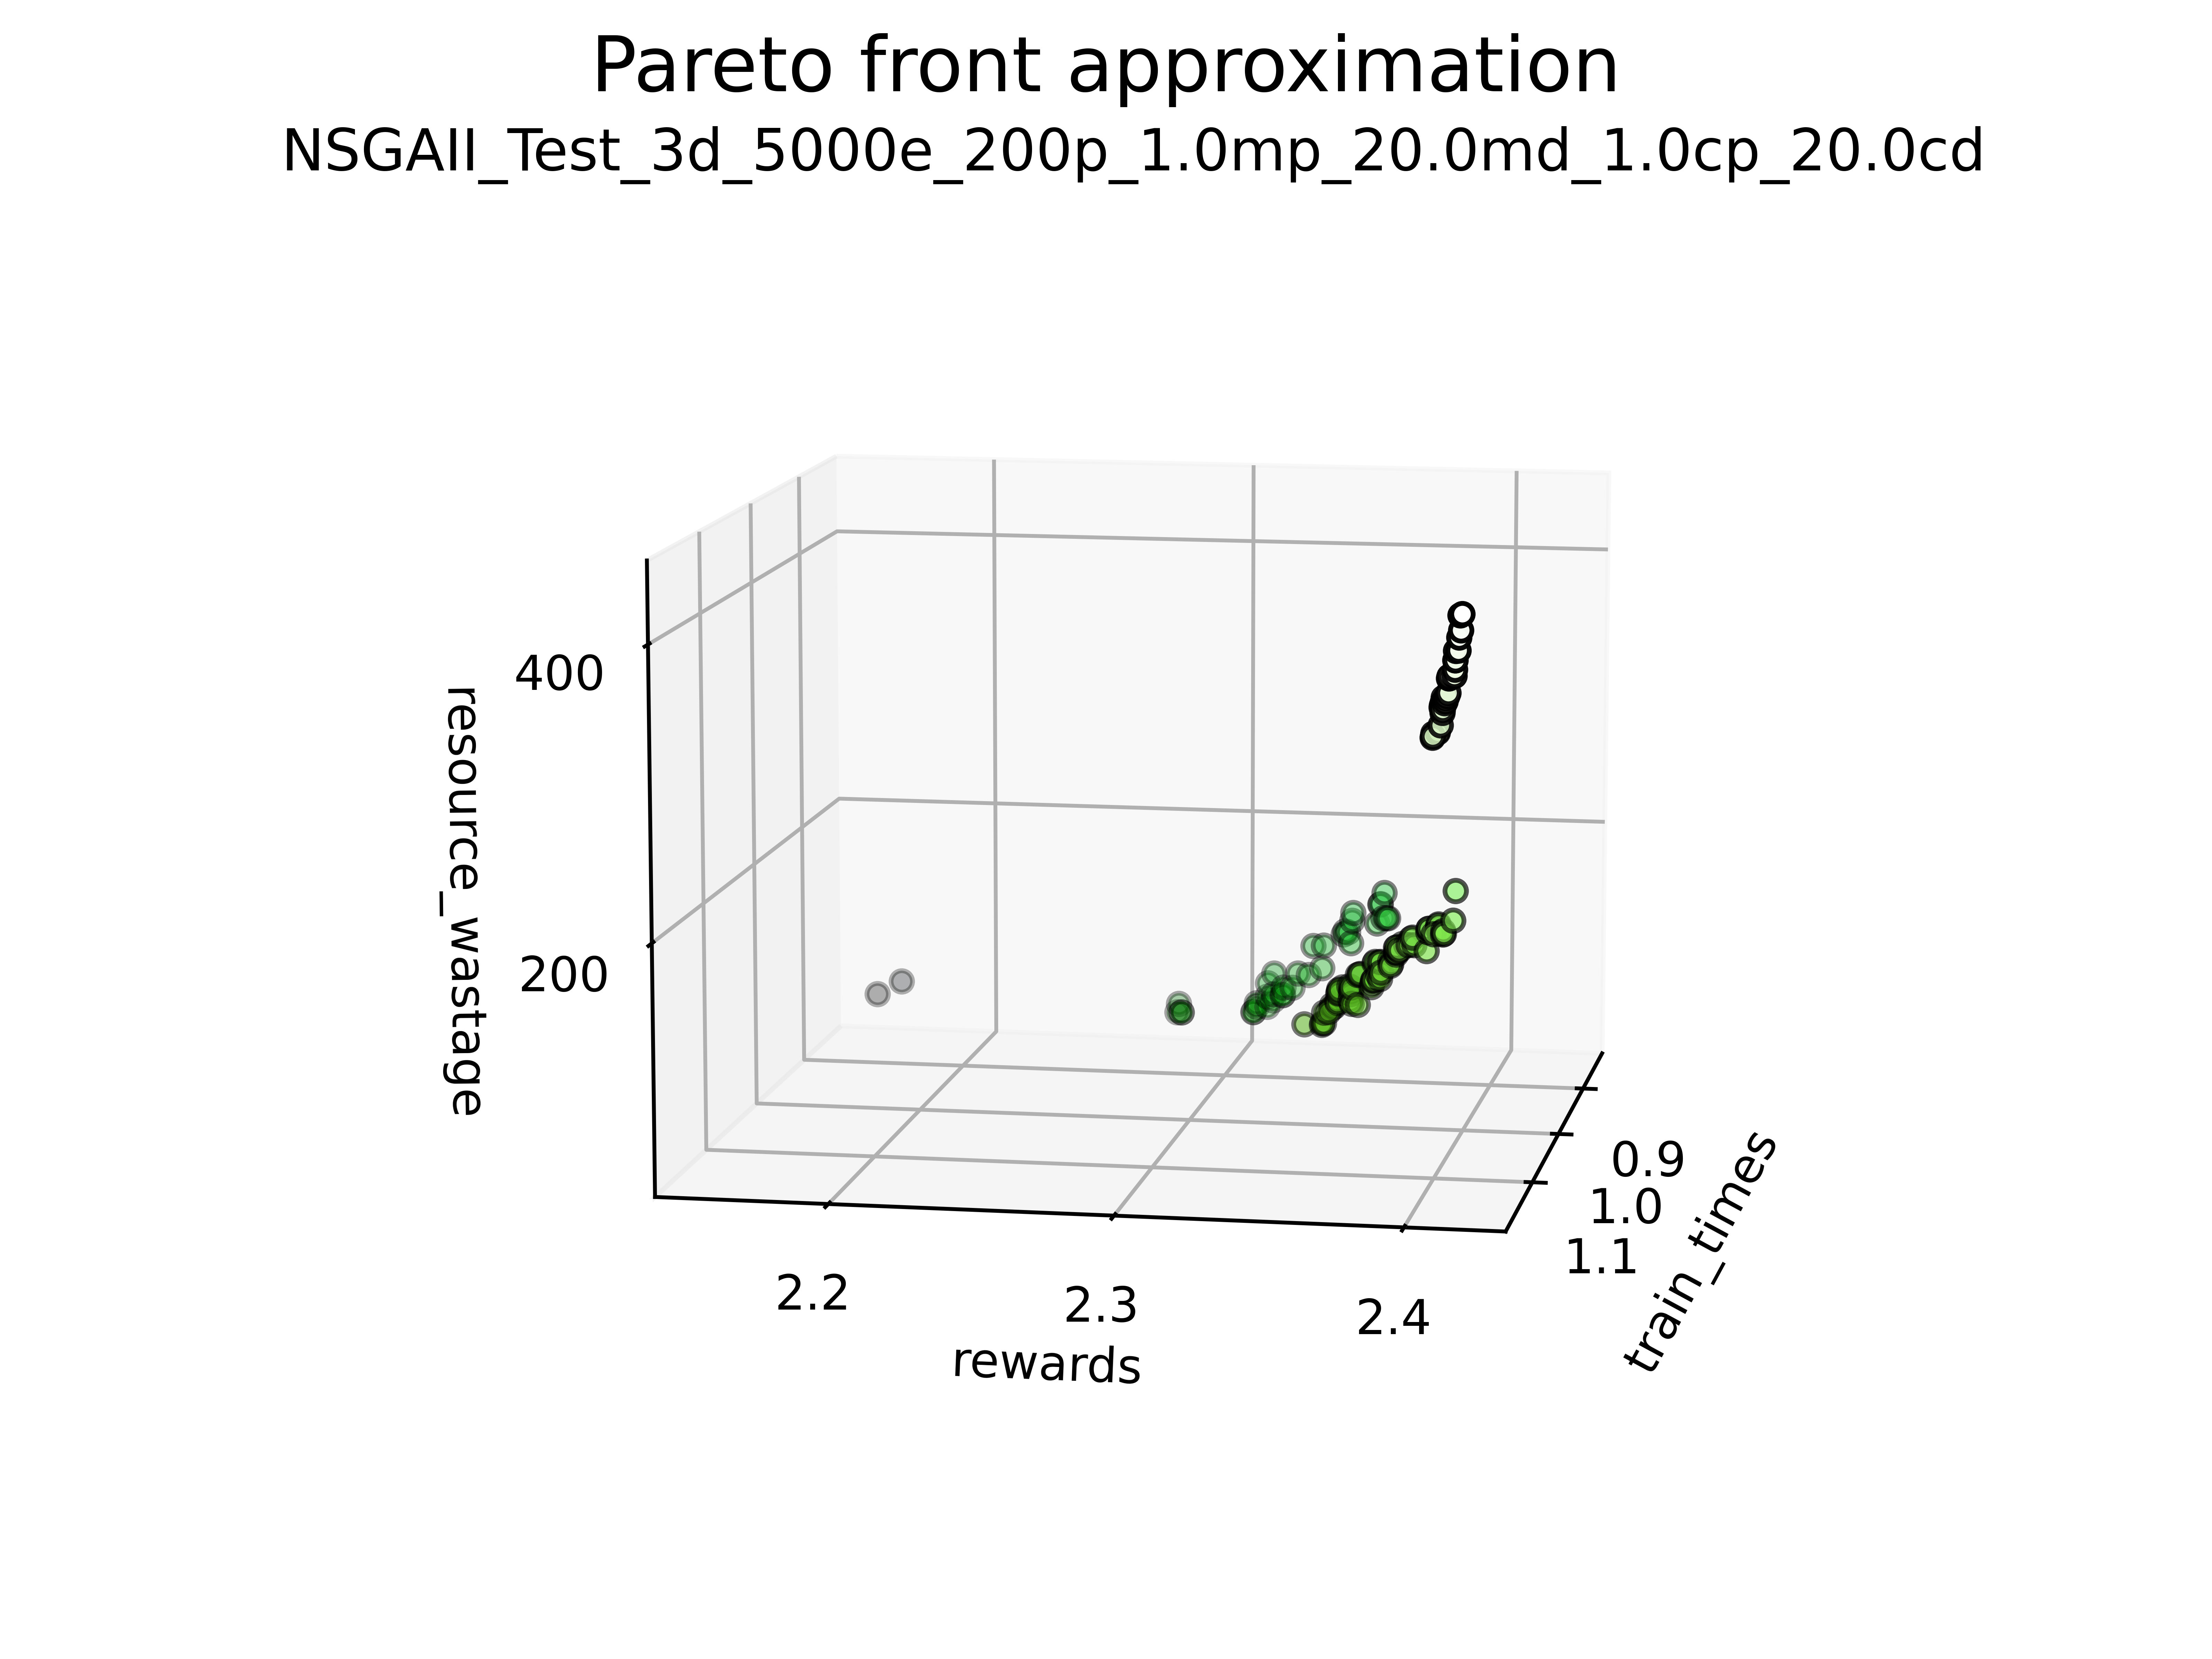 Pareto front approximation
NSGAII_Test_3d_5000e_200p_1.0mp_20.0md_1.0cp_20.0cd
400
200
resource_wastage
2.2
2.3
2.4
rewards
0.9
1.0
1.1
train_times